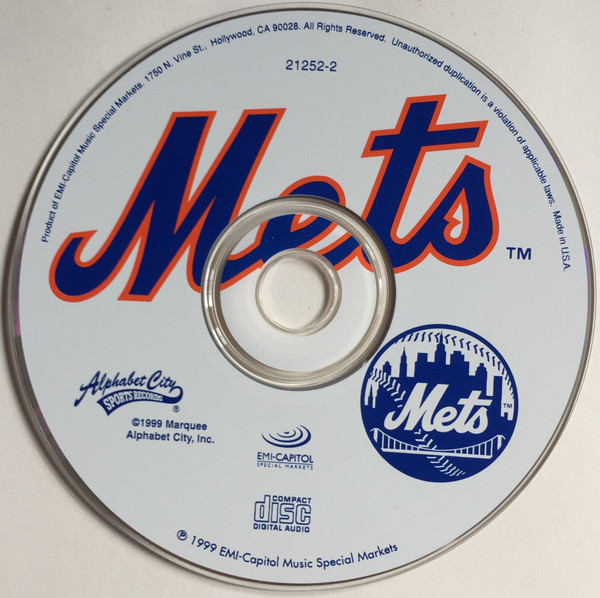 Product of EMI-Capitol Music Special Markets. 1750 N. Vine St., Hollywood, CA 90028. All Rights Reserved. Unauthorized duplication is a violation of applicable laws. Made in U.S.A.
21252-2
Mets
TM
Alphabet City
SPORTS RECORDS
®
©1999 Marquee
Alphabet City, Inc.
EMI-CAPITOL
SPECIAL MARKETS
Mets
TM
COMPACT
disc
DIGITAL AUDIO
℗ 1999 EMI-Capitol Music Special Markets